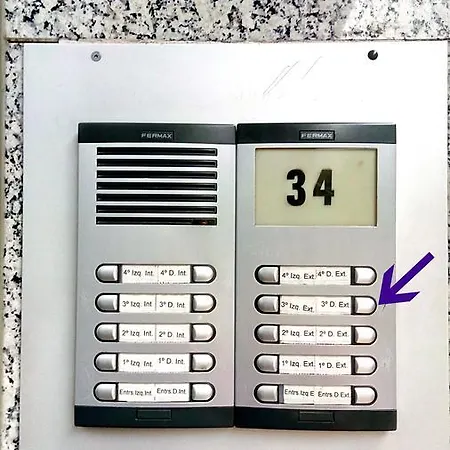 FERMAX
4º Izq. Int. 4º D. Int.
3º Izq. Int. 3º D. Int.
2º Izq. Int. 2º D. Int.
1º Izq. Int. 1º D. Int.
Entrs.Izq.Int. Entrs.D.Int.
FERMAX
34
4º Izq. Ext. 4º D. Ext.
3º Izq. Ext. 3º D. Ext.
2º Izq. Ext. 2º D. Ext.
1º Izq. Ext. 1º D. Ext.
Entrs.Izq.E Entrs.D.Ext.